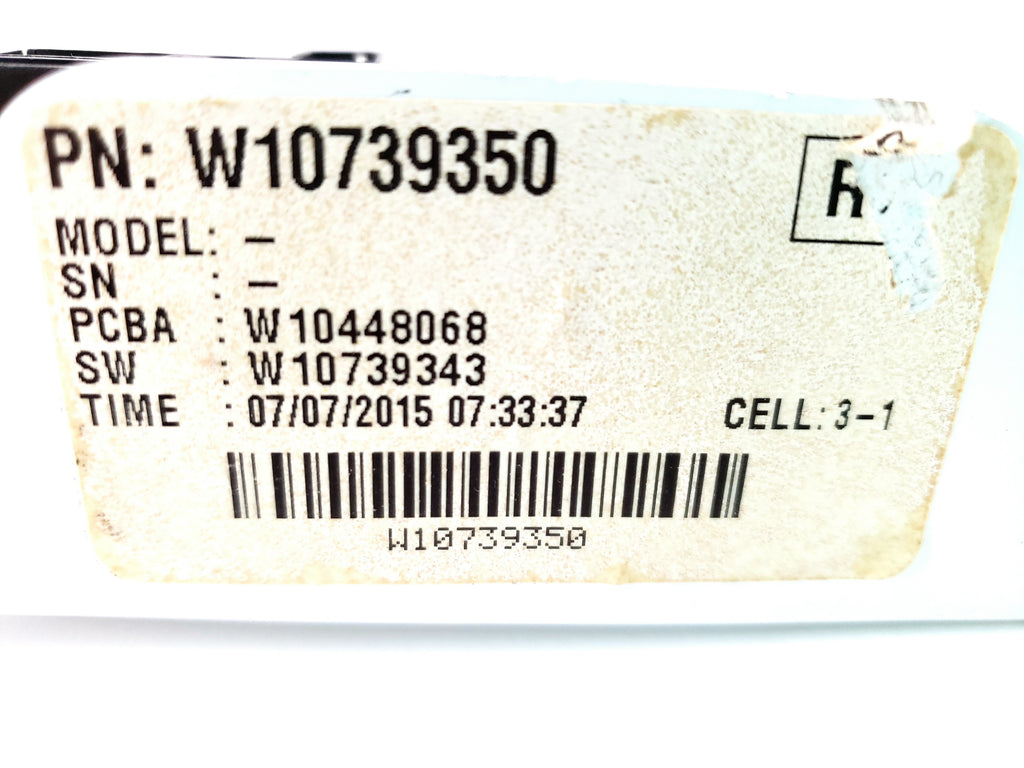 PN: W10739350
MODEL: –
SN : –
PCBA : W10448068
SW : W10739343
TIME : 07/07/2015 07:33:37 CELL: 3-1
W10739350